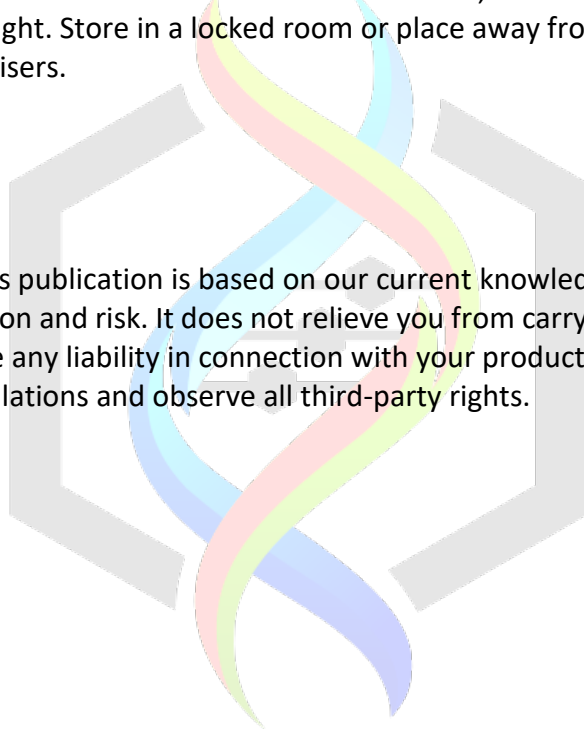 ght. Store in a locked room or place away fro
isers.
s publication is based on our current knowled
on and risk. It does not relieve you from carry
e any liability in connection with your product
lations and observe all third-party rights.